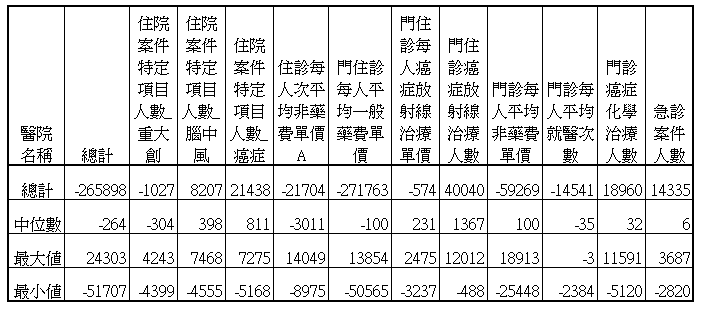 醫院名稱 總計 住院案件特定項目人數_重大創 住院案件特定項目人數_腦中風 住院案件特定項目人數_癌症 住診每人次平均非藥費單價A 門住診每人平均一般藥費單價 門住診每人癌症放射線治療單價 門住診癌症放射線治療人數 門診每人平均非藥費單價 門診每人平均就醫次數 門診癌症化學治療人數 急診案件人數
總計 -265898 -1027 8207 21438 -21704 -271763 -574 40040 -59269 -14541 18960 14335
中位數 -264 -304 398 811 -3011 -100 231 1367 100 -35 32 6
最大值 24303 4243 7468 7275 14049 13854 2475 12012 18913 -3 11591 3687
最小值 -51707 -4399 -4555 -5168 -8975 -50565 -3237 -488 -25448 -2384 -5120 -2820